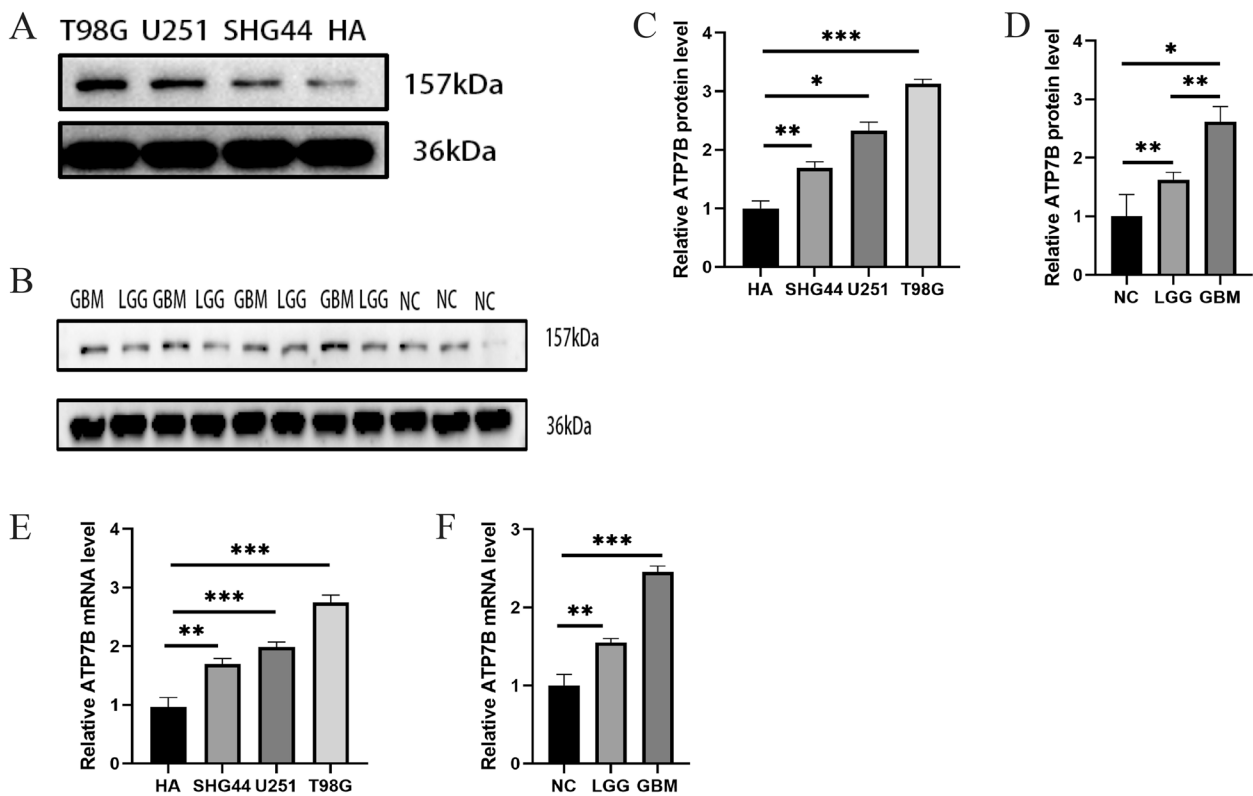 A
T98G U251 SHG44 HA
157kDa
36kDa
B
GBM LGG GBM LGG GBM LGG GBM LGG NC NC NC
157kDa
36kDa
C
Relative ATP7B protein level
4
3
2
1
0
***
*
**
HA SHG44 U251 T98G
D
Relative ATP7B protein level
4
3
2
1
0
*
**
**
NC LGG GBM
E
Relative ATP7B mRNA level
4
3
2
1
0
***
***
**
HA SHG44 U251 T98G
F
Relative ATP7B mRNA level
3
2
1
0
***
**
NC LGG GBM